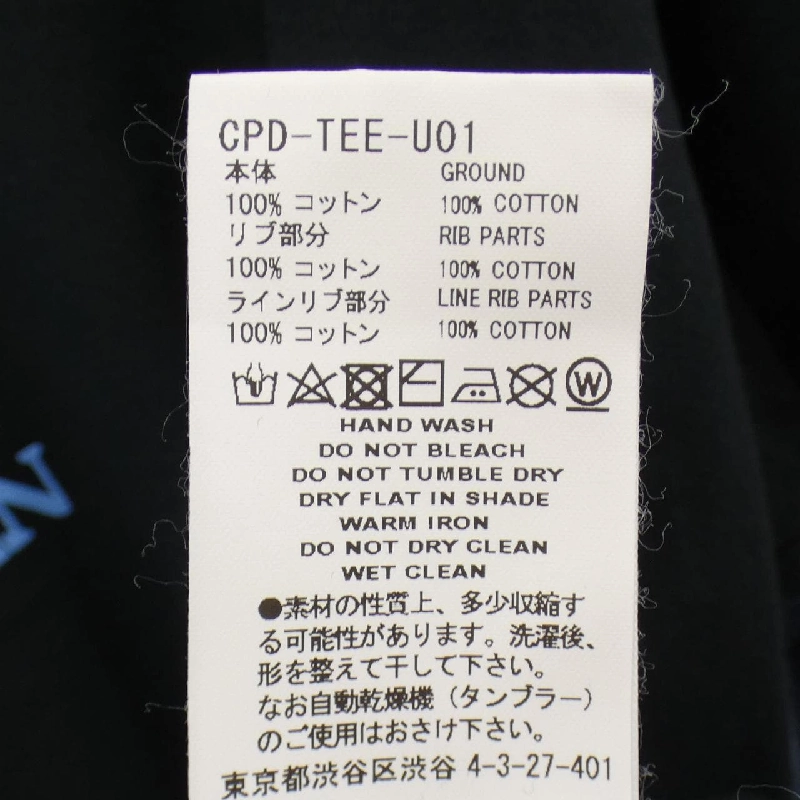 CPD-TEE-U01
本体 GROUND
100% コットン 100% COTTON
リブ部分 RIB PARTS
100% コットン 100% COTTON
ラインリブ部分 LINE RIB PARTS
100% コットン 100% COTTON
W
HAND WASH
DO NOT BLEACH
DO NOT TUMBLE DRY
DRY FLAT IN SHADE
WARM IRON
DO NOT DRY CLEAN
WET CLEAN
●素材の性質上、多少収縮す
る可能性があります。洗濯後、
形を整えて干して下さい。
なお自動乾燥機（タンブラー）
のご使用はおさけ下さい。
東京都渋谷区渋谷 4-3-27-401
N